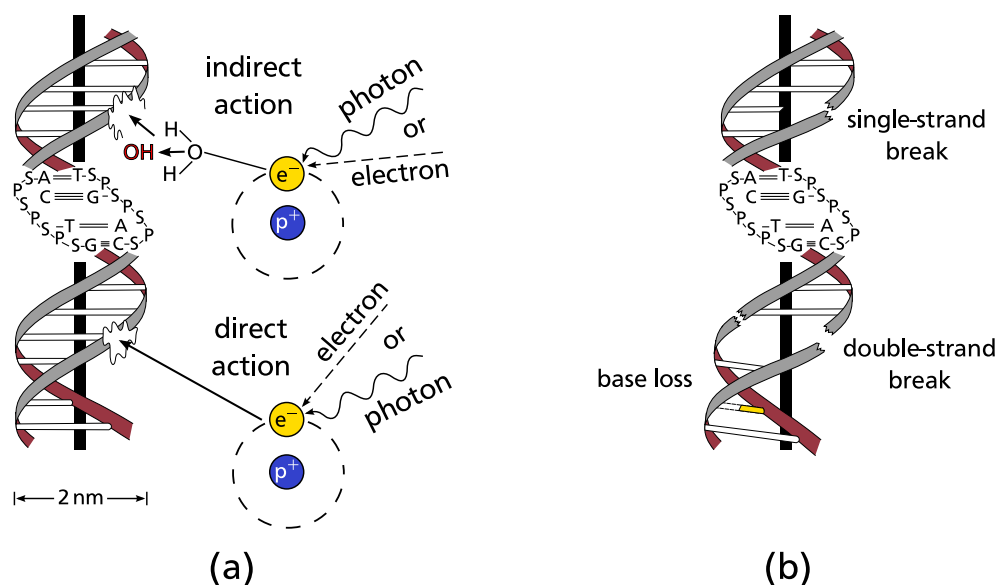 indirect
action
photon
or
electron
H
O
H
OH
e⁻
p⁺
S-A=T-S
P C≡G-P
S S
P P
S S
P-T=A P
S-G≡C-S
direct
action
electron
or
photon
e⁻
p⁺
2 nm
(a)
single-strand
break
S-A=T-S
P C≡G-P
S S
P P
S S
P-T=A P
S-G≡C-S
double-strand
break
base loss
(b)